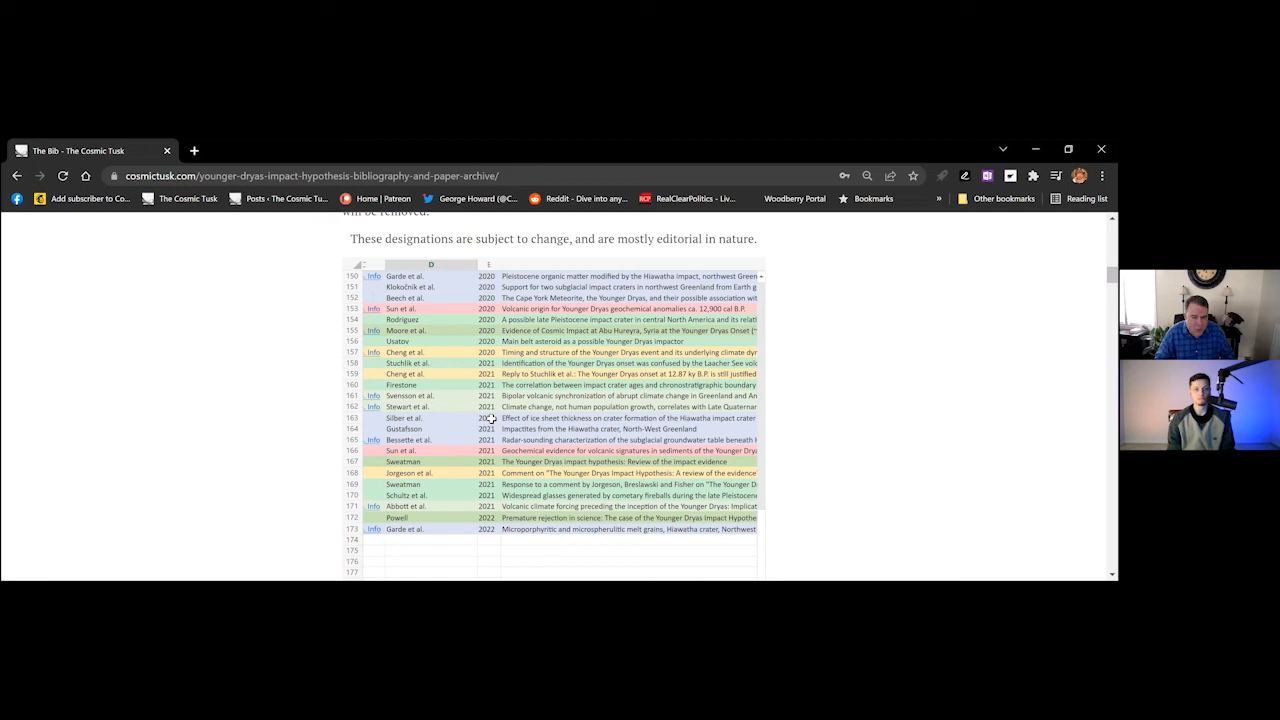 The Bib - The Cosmic Tusk
cosmictusk.com/younger-dryas-impact-hypothesis-bibliography-and-paper-archive/
Add subscriber to Co... The Cosmic Tusk Posts ‹ The Cosmic Tu... Home | Patreon George Howard (@C... Reddit - Dive into any... RCP RealClearPolitics - Liv... Woodberry Portal Bookmarks » Other bookmarks Reading list
will be removed.
These designations are subject to change, and are mostly editorial in nature.
D E
150 Info Garde et al. 2020 Pleistocene organic matter modified by the Hiawatha impact, northwest Green
151 Klokočník et al. 2020 Support for two subglacial impact craters in northwest Greenland from Earth g
152 Beech et al. 2020 The Cape York Meteorite, the Younger Dryas, and their possible association wit
153 Info Sun et al. 2020 Volcanic origin for Younger Dryas geochemical anomalies ca. 12,900 cal B.P.
154 Rodriguez 2020 A possible late Pleistocene impact crater in central North America and its relati
155 Info Moore et al. 2020 Evidence of Cosmic Impact at Abu Hureyra, Syria at the Younger Dryas Onset (~
156 Usatov 2020 Main belt asteroid as a possible Younger Dryas impactor
157 Info Cheng et al. 2020 Timing and structure of the Younger Dryas event and its underlying climate dyr
158 Stuchlik et al. 2021 Identification of the Younger Dryas onset was confused by the Laacher See volc
159 Cheng et al. 2021 Reply to Stuchlik et al.: The Younger Dryas onset at 12.87 ky B.P. is still justified
160 Firestone 2021 The correlation between impact crater ages and chronostratigraphic boundary
161 Info Svensson et al. 2021 Bipolar volcanic synchronization of abrupt climate change in Greenland and An
162 Info Stewart et al. 2021 Climate change, not human population growth, correlates with Late Quaternar
163 Silber et al. Effect of ice sheet thickness on crater formation of the Hiawatha impact crater
164 Gustafsson 2021 Impactites from the Hiawatha crater, North-West Greenland
165 Info Bessette et al. 2021 Radar-sounding characterization of the subglacial groundwater table beneath H
166 Sun et al. 2021 Geochemical evidence for volcanic signatures in sediments of the Younger Dry
167 Sweatman 2021 The Younger Dryas impact hypothesis: Review of the impact evidence
168 Jorgeson et al. 2021 Comment on "The Younger Dryas Impact Hypothesis: A review of the evidence"
169 Sweatman 2021 Response to a comment by Jorgeson, Breslawski and Fisher on "The Younger D
170 Schultz et al. 2021 Widespread glasses generated by cometary fireballs during the late Pleistocene
171 Info Abbott et al. 2021 Volcanic climate forcing preceding the inception of the Younger Dryas: Implicat
172 Powell 2022 Premature rejection in science: The case of the Younger Dryas Impact Hypothe
173 Info Garde et al. 2022 Microporphyritic and microspherulitic melt grains, Hiawatha crater, Northwest
174
175
176
177